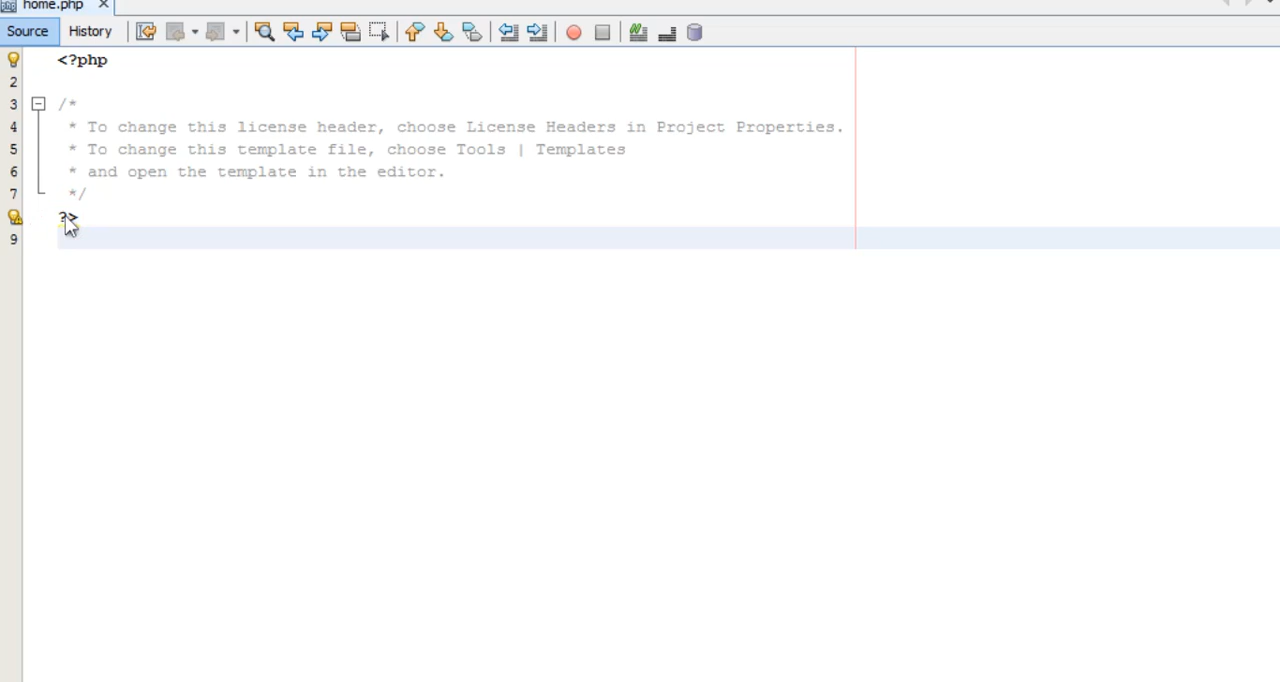 home.php
Source History
<?php
2
3 /*
4 * To change this license header, choose License Headers in Project Properties.
5 * To change this template file, choose Tools | Templates
6 * and open the template in the editor.
7 */
?>
9